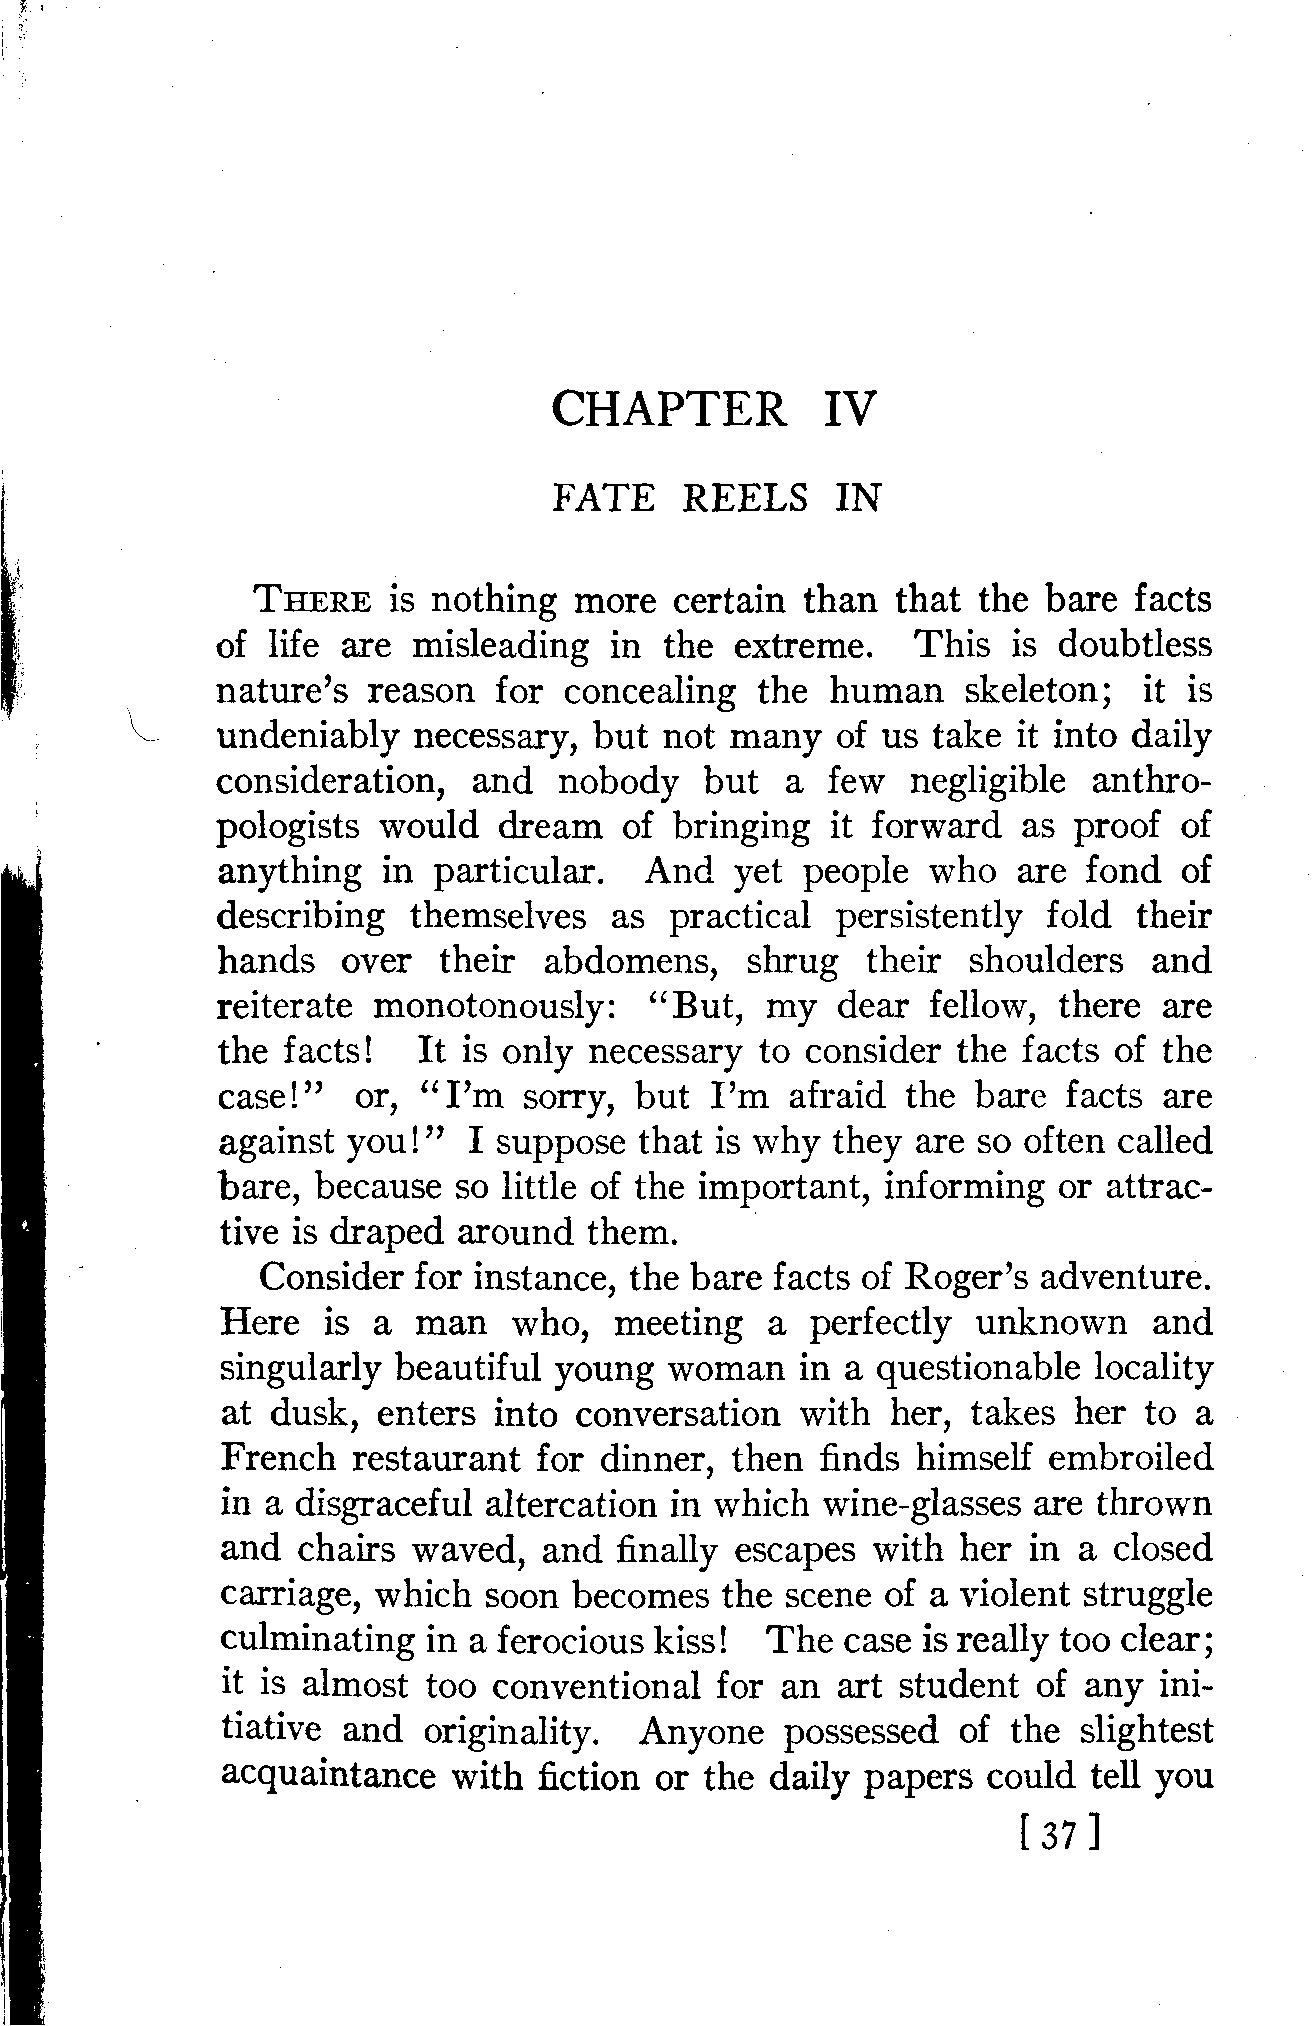 CHAPTER IV
FATE REELS IN
THERE is nothing more certain than that the bare facts
of life are misleading in the extreme. This is doubtless
nature's reason for concealing the human skeleton; it is
undeniably necessary, but not many of us take it into daily
consideration, and nobody but a few negligible anthro-
pologists would dream of bringing it forward as proof of
anything in particular. And yet people who are fond of
describing themselves as practical persistently fold their
hands over their abdomens, shrug their shoulders and
reiterate monotonously: "But, my dear fellow, there are
the facts! It is only necessary to consider the facts of the
case!" or, "I'm sorry, but I'm afraid the bare facts are
against you!" I suppose that is why they are so often called
bare, because so little of the important, informing or attrac-
tive is draped around them.
Consider for instance, the bare facts of Roger's adventure.
Here is a man who, meeting a perfectly unknown and
singularly beautiful young woman in a questionable locality
at dusk, enters into conversation with her, takes her to a
French restaurant for dinner, then finds himself embroiled
in a disgraceful altercation in which wine-glasses are thrown
and chairs waved, and finally escapes with her in a closed
carriage, which soon becomes the scene of a violent struggle
culminating in a ferocious kiss! The case is really too clear;
it is almost too conventional for an art student of any ini-
tiative and originality. Anyone possessed of the slightest
acquaintance with fiction or the daily papers could tell you
[ 37 ]